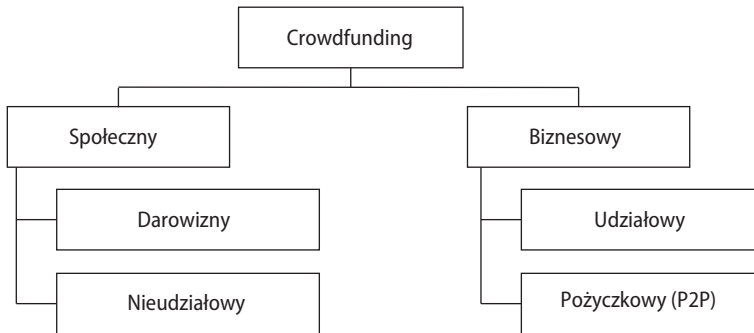 Crowdfunding
Społeczny
Biznesowy
Darowizny
Udziałowy
Nieudziałowy
Pożyczkowy (P2P)